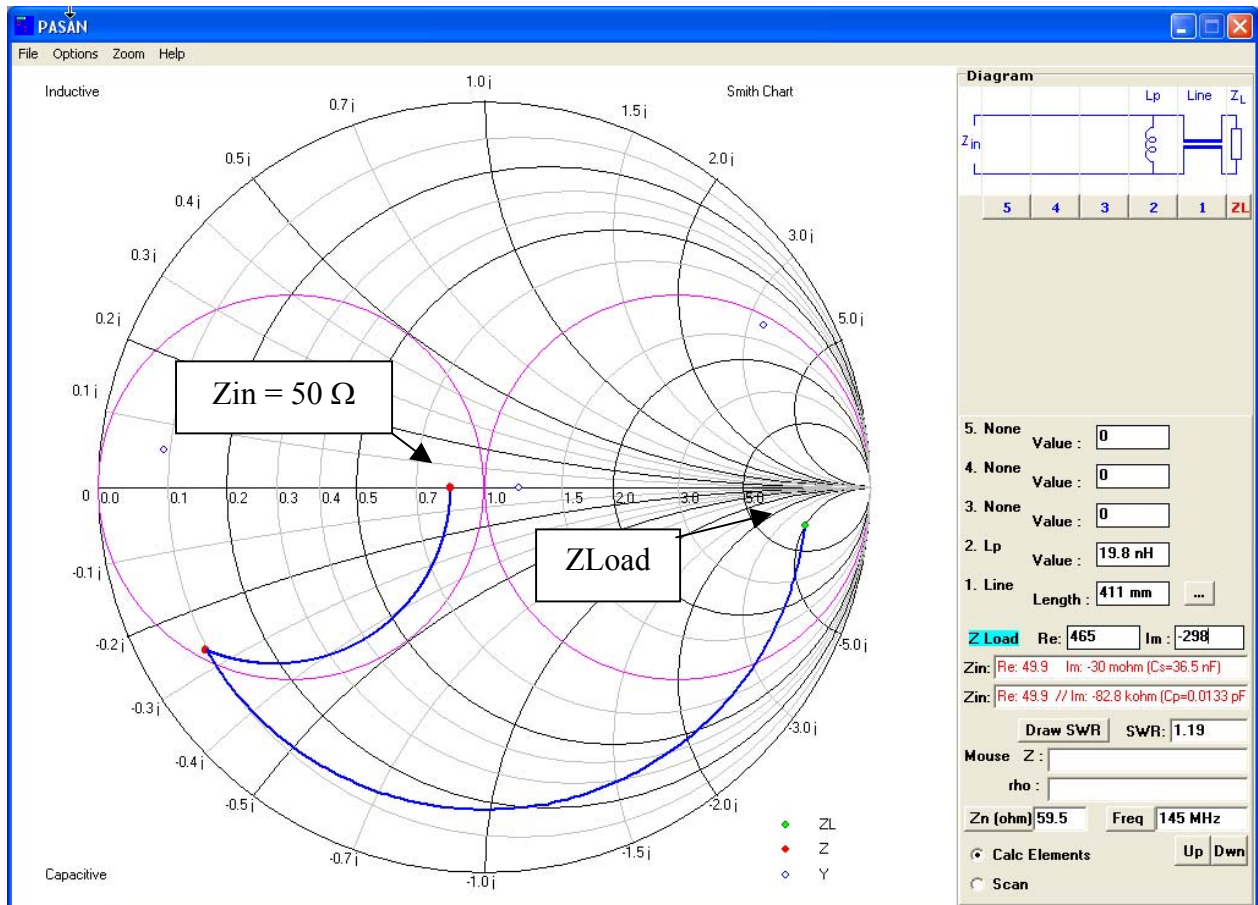 PASAN
File Options Zoom Help
Inductive
Smith Chart
1.0 j
0.7 j
1.5 j
0.5 j
2.0 j
0.4 j
3.0 j
0.3 j
0.2 j
5.0 j
0.1 j
Zin = 50 Ω
0 0.0 0.1 0.2 0.3 0.4 0.5 0.7 1.0 1.5 2.0 3.0 5.0
ZLoad
-0.1 j
-0.2 j
-5.0 j
-0.3 j
-3.0 j
-0.4 j
-0.5 j
-2.0 j
-0.7 j
-1.5 j
-1.0 j
ZL
Z
Y
Capacitive
Diagram
Lp Line ZL
Zin
5 4 3 2 1 ZL
5. None
Value : 0
4. None
Value : 0
3. None
Value : 0
2. Lp
Value : 19.8 nH
1. Line
Length : 411 mm ...
Z Load Re: 465 Im : -298
Zin: Re: 49.9 Im: -30 mohm (Cs=36.5 nF)
Zin: Re: 49.9 // Im: -82.8 kohm (Cp=0.0133 pF
Draw SWR SWR: 1.19
Mouse Z :
rho :
Zn (ohm) 59.5 Freq 145 MHz
Calc Elements Up Dwn
Scan